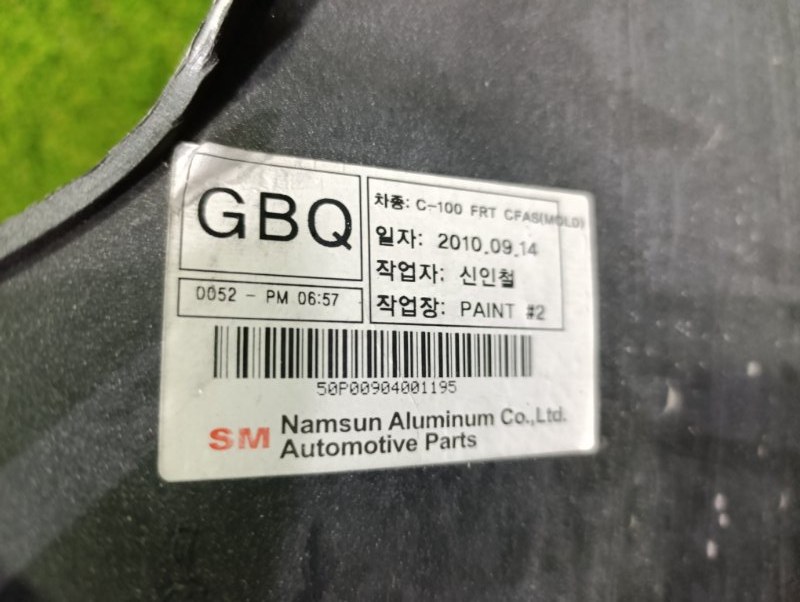 GBQ
0052 - PM 06:57
차종: C-100 FRT CFAS(MOLD)
일자: 2010.09.14
작업자: 신인철
작업장: PAINT #2
50P00904001195
SM
Namsun Aluminum Co.,Ltd.
Automotive Parts